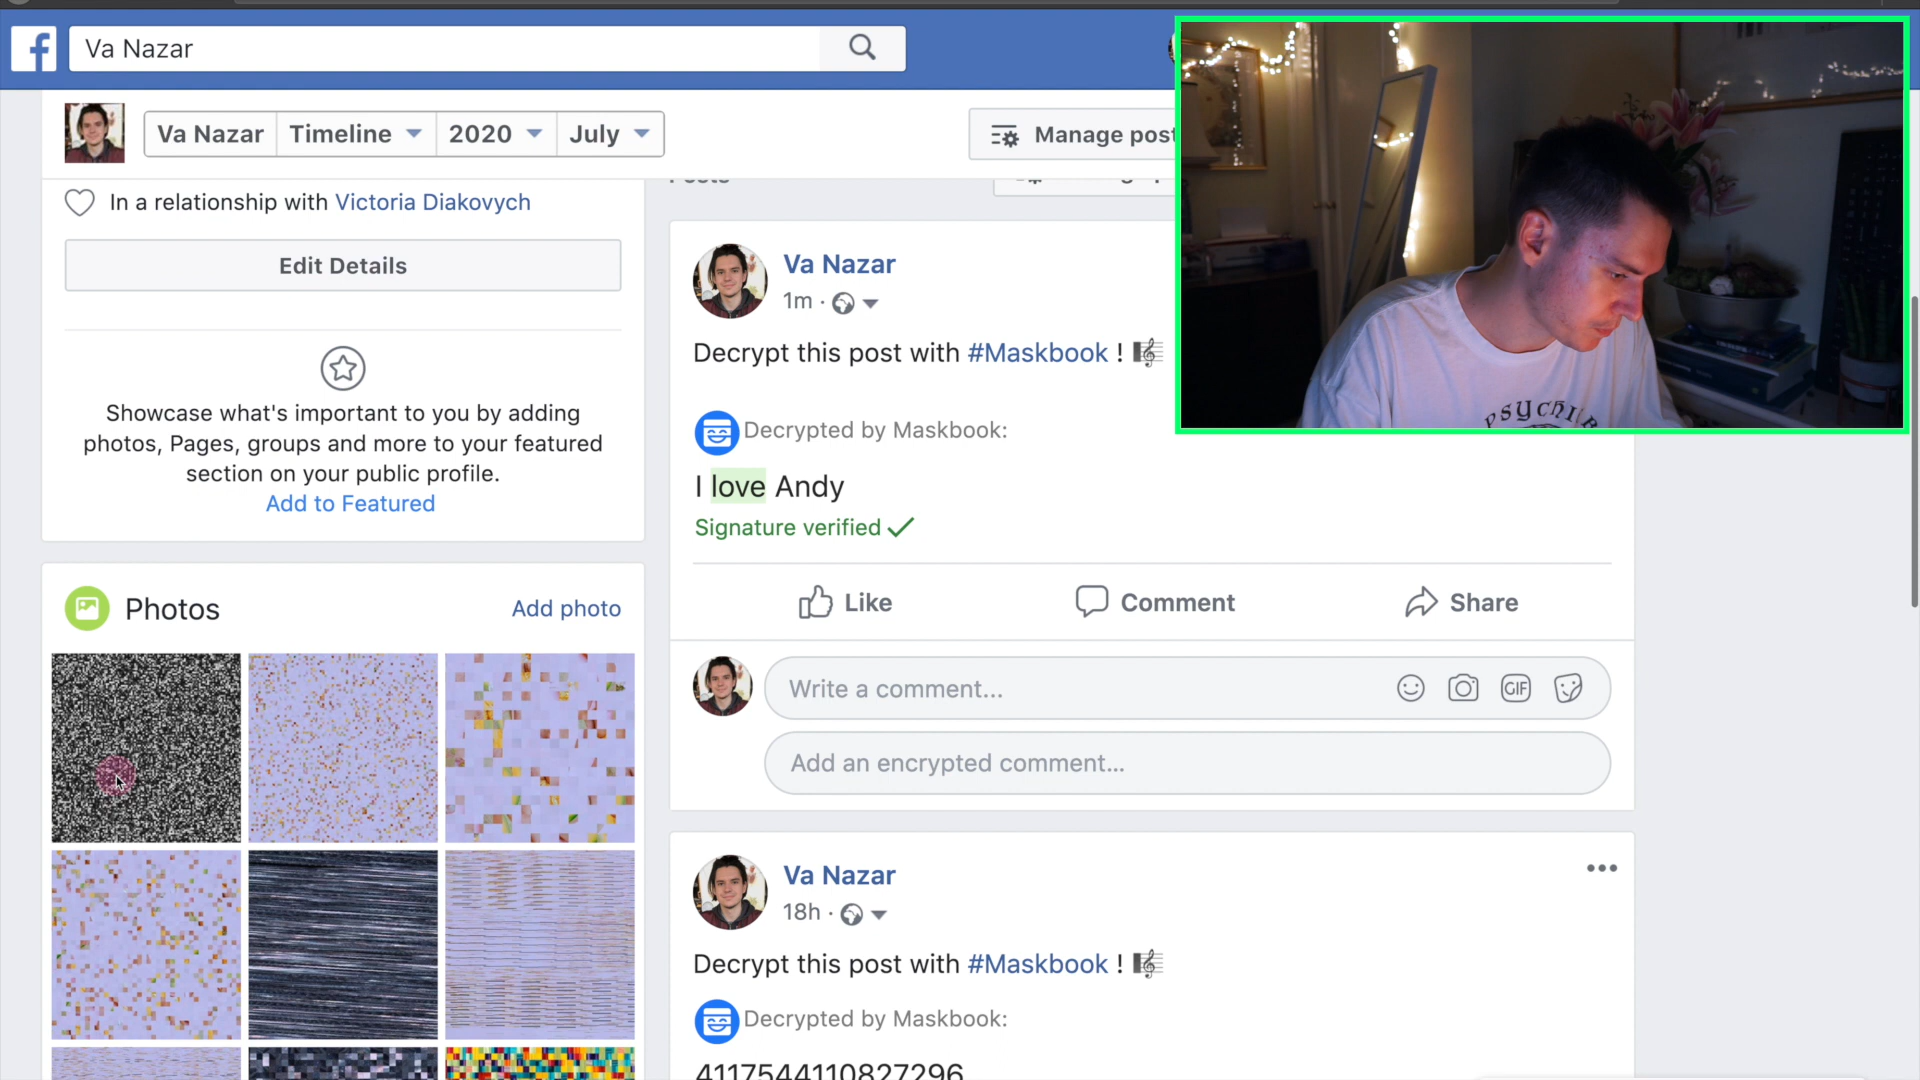 Va Nazar
Va Nazar Timeline 2020 July
Manage post
In a relationship with Victoria Diakovych
Edit Details
Showcase what's important to you by adding
photos, Pages, groups and more to your featured
section on your public profile.
Add to Featured
Photos
Add photo
Va Nazar
1m ·
Decrypt this post with #Maskbook !
Decrypted by Maskbook:
I love Andy
Signature verified
Like
Comment
Share
Write a comment...
GIF
Add an encrypted comment...
Va Nazar
18h ·
Decrypt this post with #Maskbook !
Decrypted by Maskbook:
4117544110827296